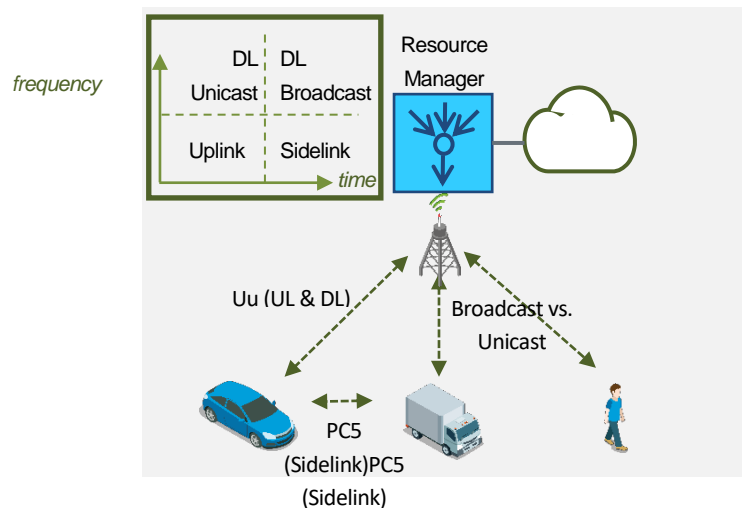 frequency
DL
Unicast
DL
Broadcast
Uplink
Sidelink
time
Resource
Manager
Uu (UL & DL)
Broadcast vs.
Unicast
PC5
(Sidelink)PC5
(Sidelink)